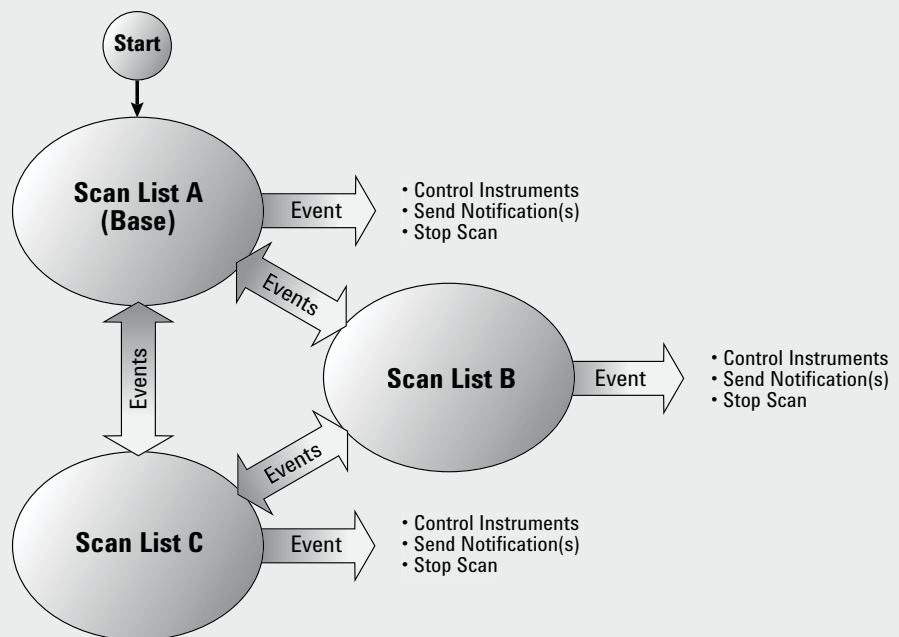 Start
Scan List A
(Base)
Event
• Control Instruments
• Send Notification(s)
• Stop Scan
Events
Events
Scan List B
Event
• Control Instruments
• Send Notification(s)
• Stop Scan
Events
Scan List C
Event
• Control Instruments
• Send Notification(s)
• Stop Scan